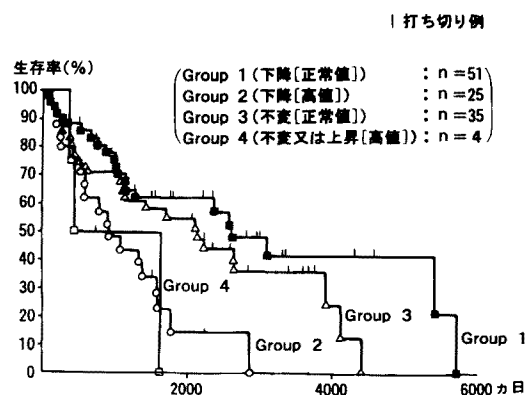 | 打ち切り例
生存率(%)
Group 1 (下降[正常値]) : n=51
Group 2 (下降[高値]) : n=25
Group 3 (不変[正常値]) : n=35
Group 4 (不変又は上昇[高値]) : n=4
100
90
80
70
60
50
40
30
20
10
0
Group 4
Group 2
Group 3
Group 1
2000
4000
6000 ヵ日